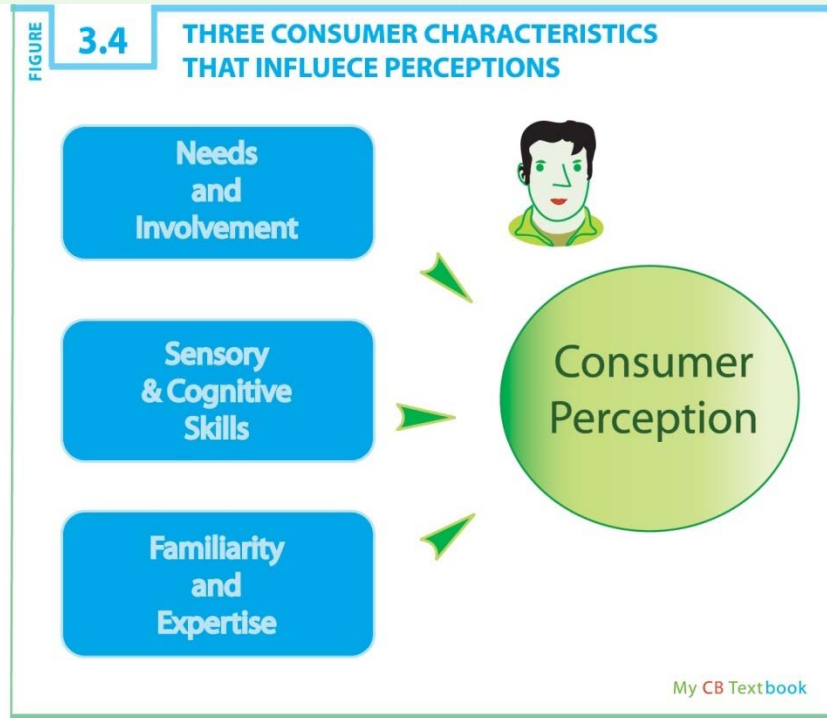 FIGURE
3.4
THREE CONSUMER CHARACTERISTICS
THAT INFLUECE PERCEPTIONS
Needs
and
Involvement
Sensory
& Cognitive
Skills
Familiarity
and
Expertise
Consumer
Perception
My CB Textbook